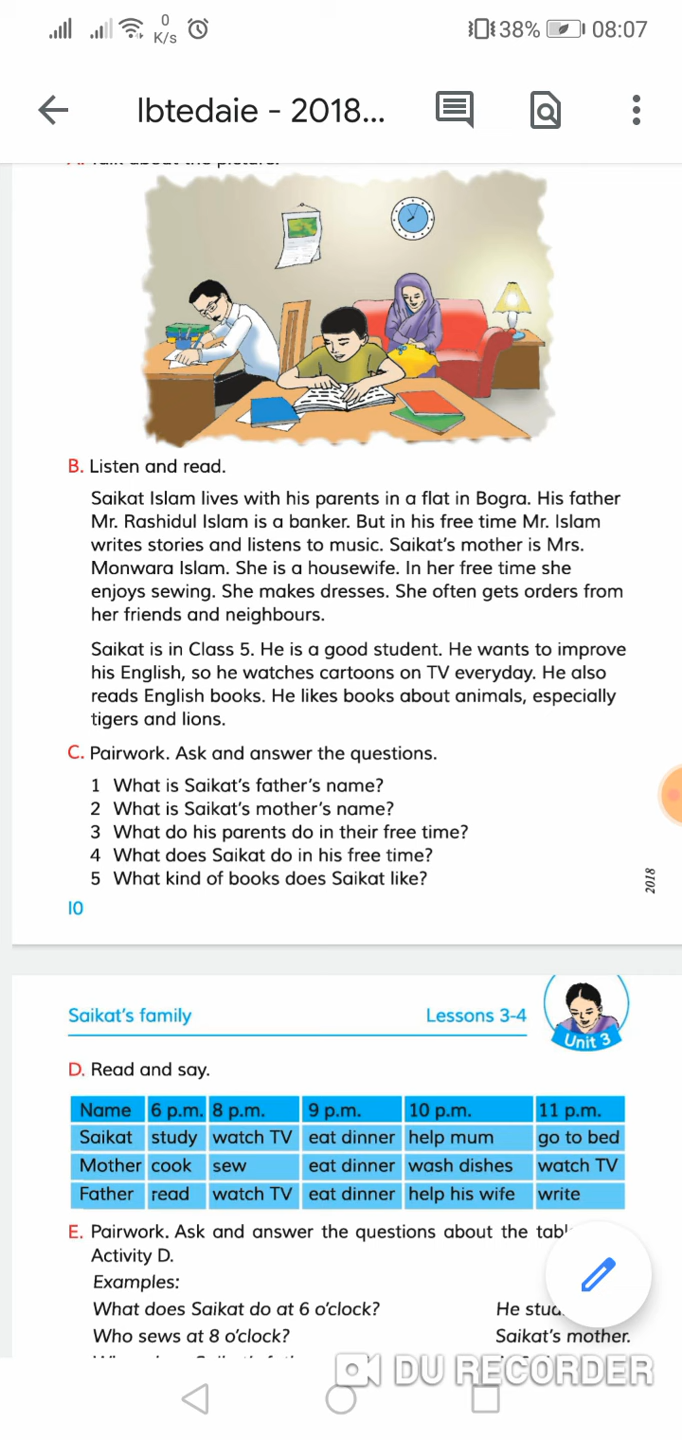 0
K/s
38%
08:07
Ibtedaie - 2018...
B. Listen and read.
Saikat Islam lives with his parents in a flat in Bogra. His father
Mr. Rashidul Islam is a banker. But in his free time Mr. Islam
writes stories and listens to music. Saikat's mother is Mrs.
Monwara Islam. She is a housewife. In her free time she
enjoys sewing. She makes dresses. She often gets orders from
her friends and neighbours.
Saikat is in Class 5. He is a good student. He wants to improve
his English, so he watches cartoons on TV everyday. He also
reads English books. He likes books about animals, especially
tigers and lions.
C. Pairwork. Ask and answer the questions.
1 What is Saikat's father's name?
2 What is Saikat's mother's name?
3 What do his parents do in their free time?
4 What does Saikat do in his free time?
5 What kind of books does Saikat like?
2018
10
Saikat's family Lessons 3-4
Unit 3
D. Read and say.
Name 6 p.m. 8 p.m. 9 p.m. 10 p.m. 11 p.m.
Saikat study watch TV eat dinner help mum go to bed
Mother cook sew eat dinner wash dishes watch TV
Father read watch TV eat dinner help his wife write
E. Pairwork. Ask and answer the questions about the
Activity D.
Examples:
What does Saikat do at 6 o'clock? He
Who sews at 8 o'clock? Saikat's mother.
DU RECORDER